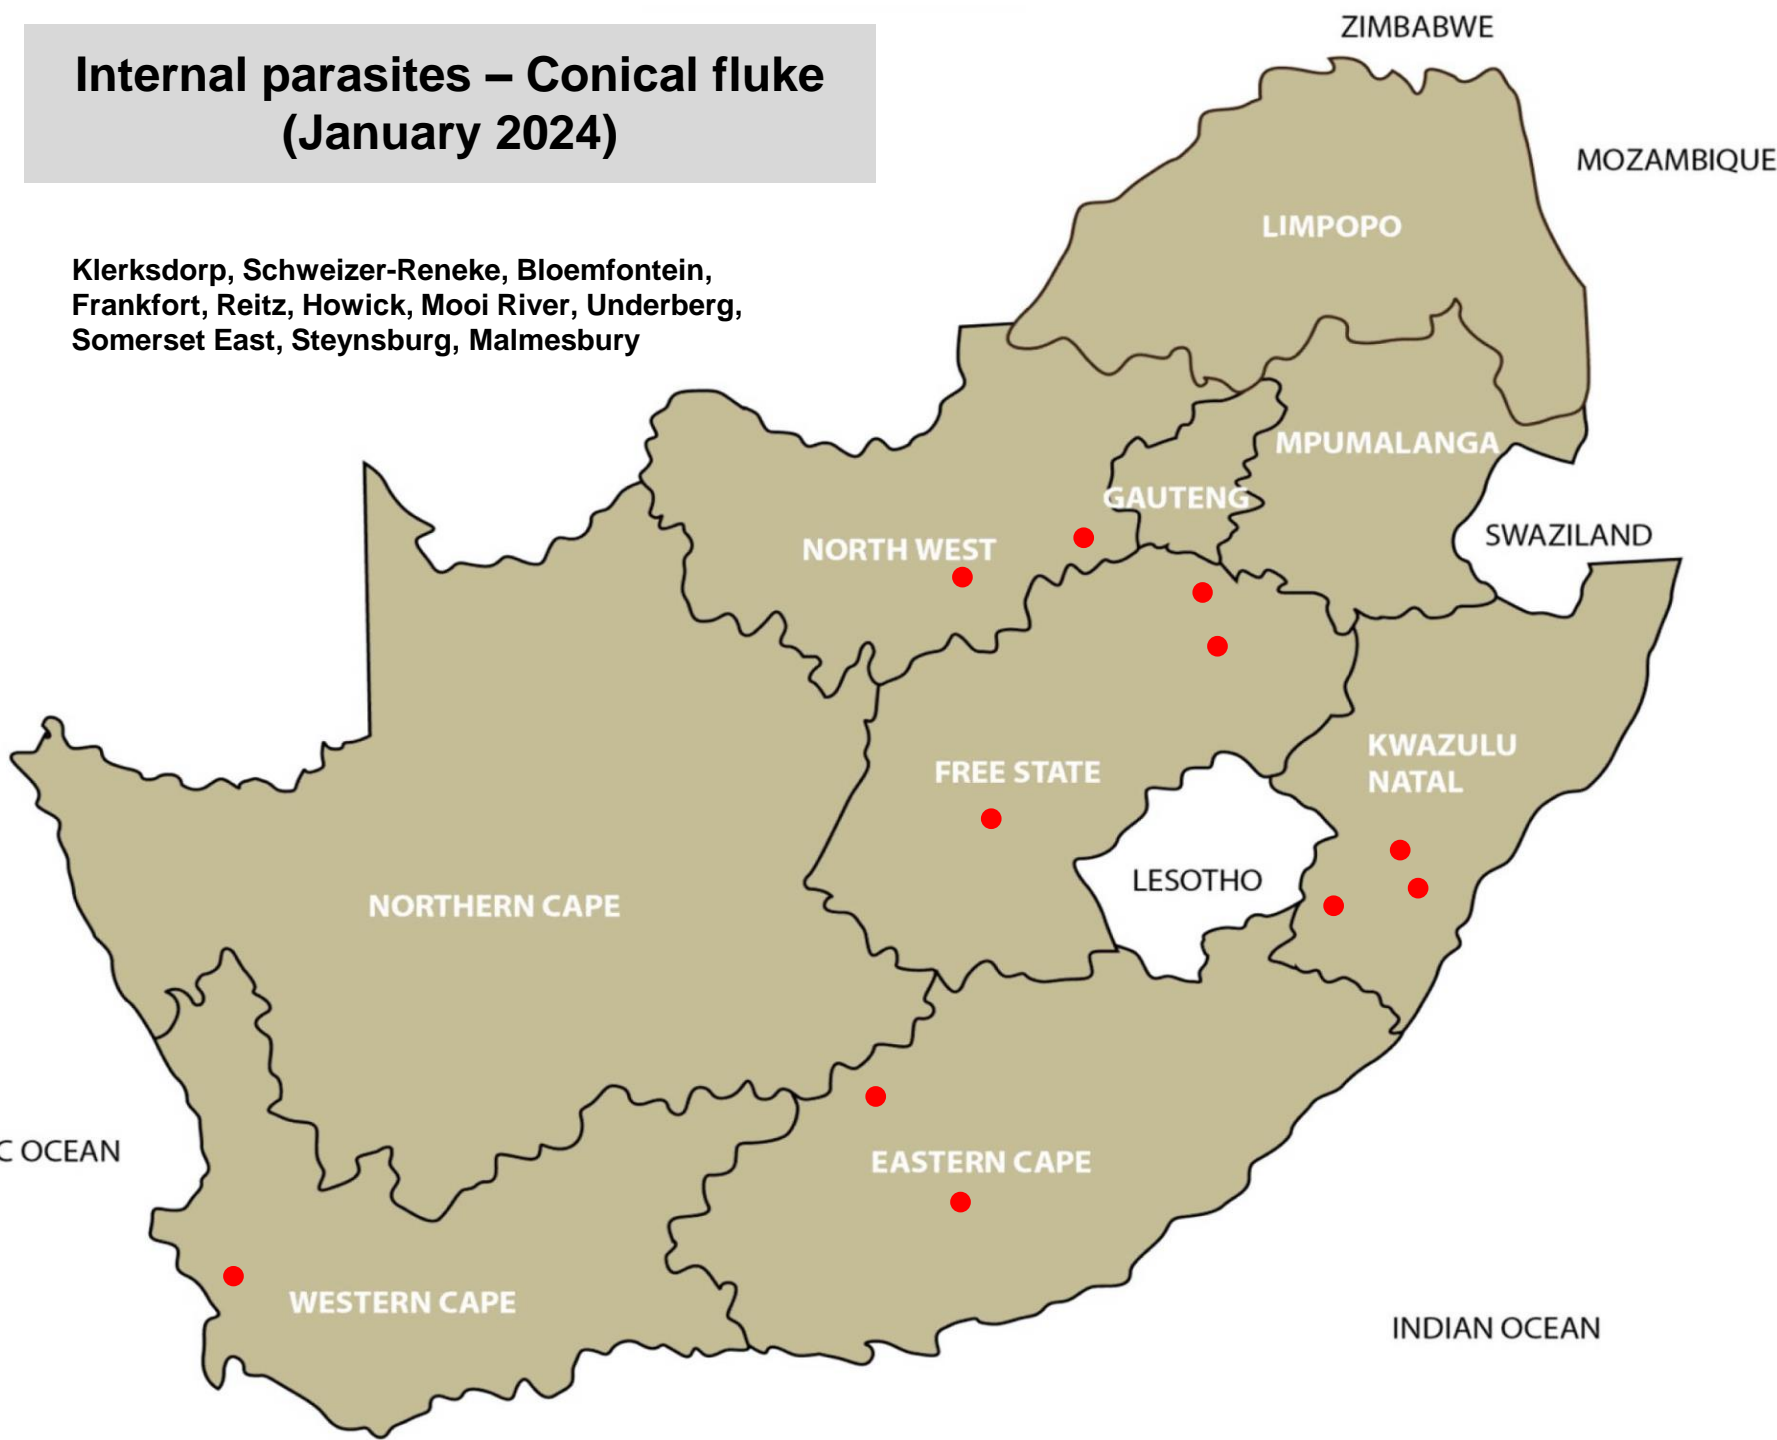 Internal parasites – Conical fluke
(January 2024)
Klerksdorp, Schweizer-Reneke, Bloemfontein,
Frankfort, Reitz, Howick, Mooi River, Underberg,
Somerset East, Steynsburg, Malmesbury
ZIMBABWE
MOZAMBIQUE
LIMPOPO
MPUMALANGA
GAUTENG
NORTH WEST
SWAZILAND
KWAZULU
NATAL
FREE STATE
LESOTHO
NORTHERN CAPE
C OCEAN
EASTERN CAPE
WESTERN CAPE
INDIAN OCEAN